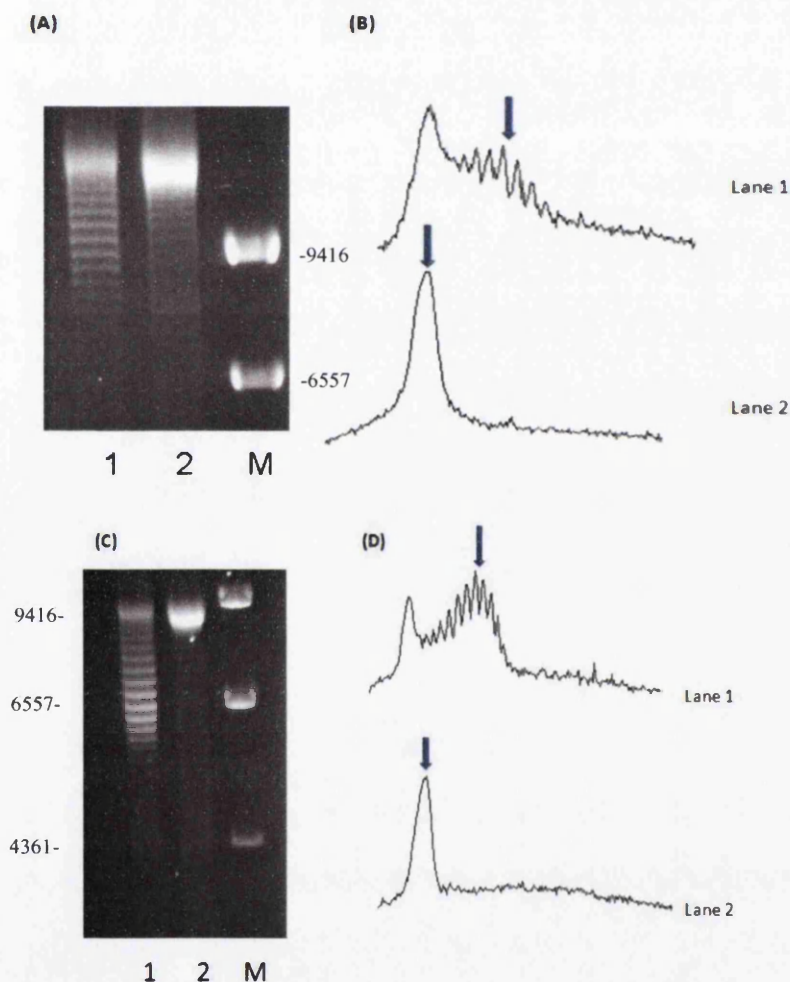 (A)
(B)
Lane 1
-9416
Lane 2
-6557
1 2 M
(C)
(D)
9416-
6557-
Lane 1
4361-
Lane 2
1 2 M